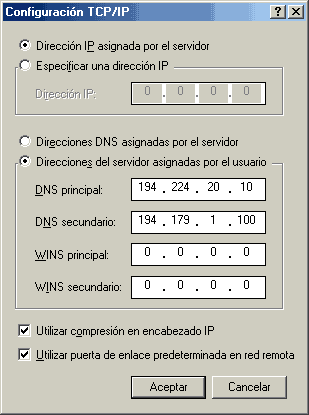 Configuración TCP/IP
Dirección IP asignada por el servidor
Especificar una dirección IP
Dirección IP: 0 . 0 . 0 . 0
Direcciones DNS asignadas por el servidor
Direcciones del servidor asignadas por el usuario
DNS principal: 194 . 224 . 20 . 10
DNS secundario: 194 . 179 . 1 . 100
WINS principal: 0 . 0 . 0 . 0
WINS secundario: 0 . 0 . 0 . 0
Utilizar compresión en encabezado IP
Utilizar puerta de enlace predeterminada en red remota
Aceptar Cancelar